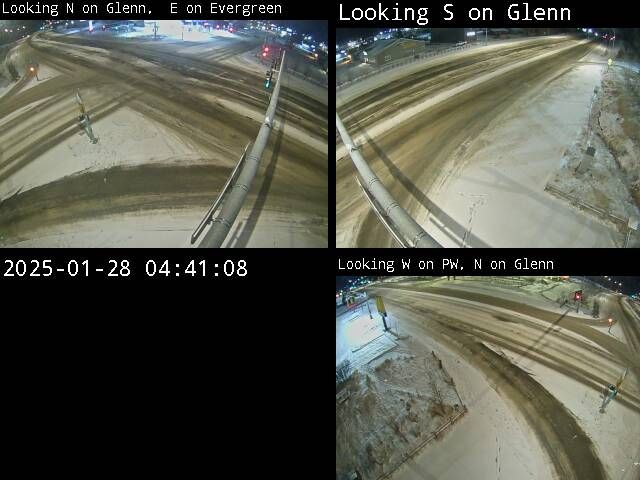 Looking N on Glenn, E on Evergreen
Looking S on Glenn
2025-01-28 04:41:08
Looking W on PW, N on Glenn